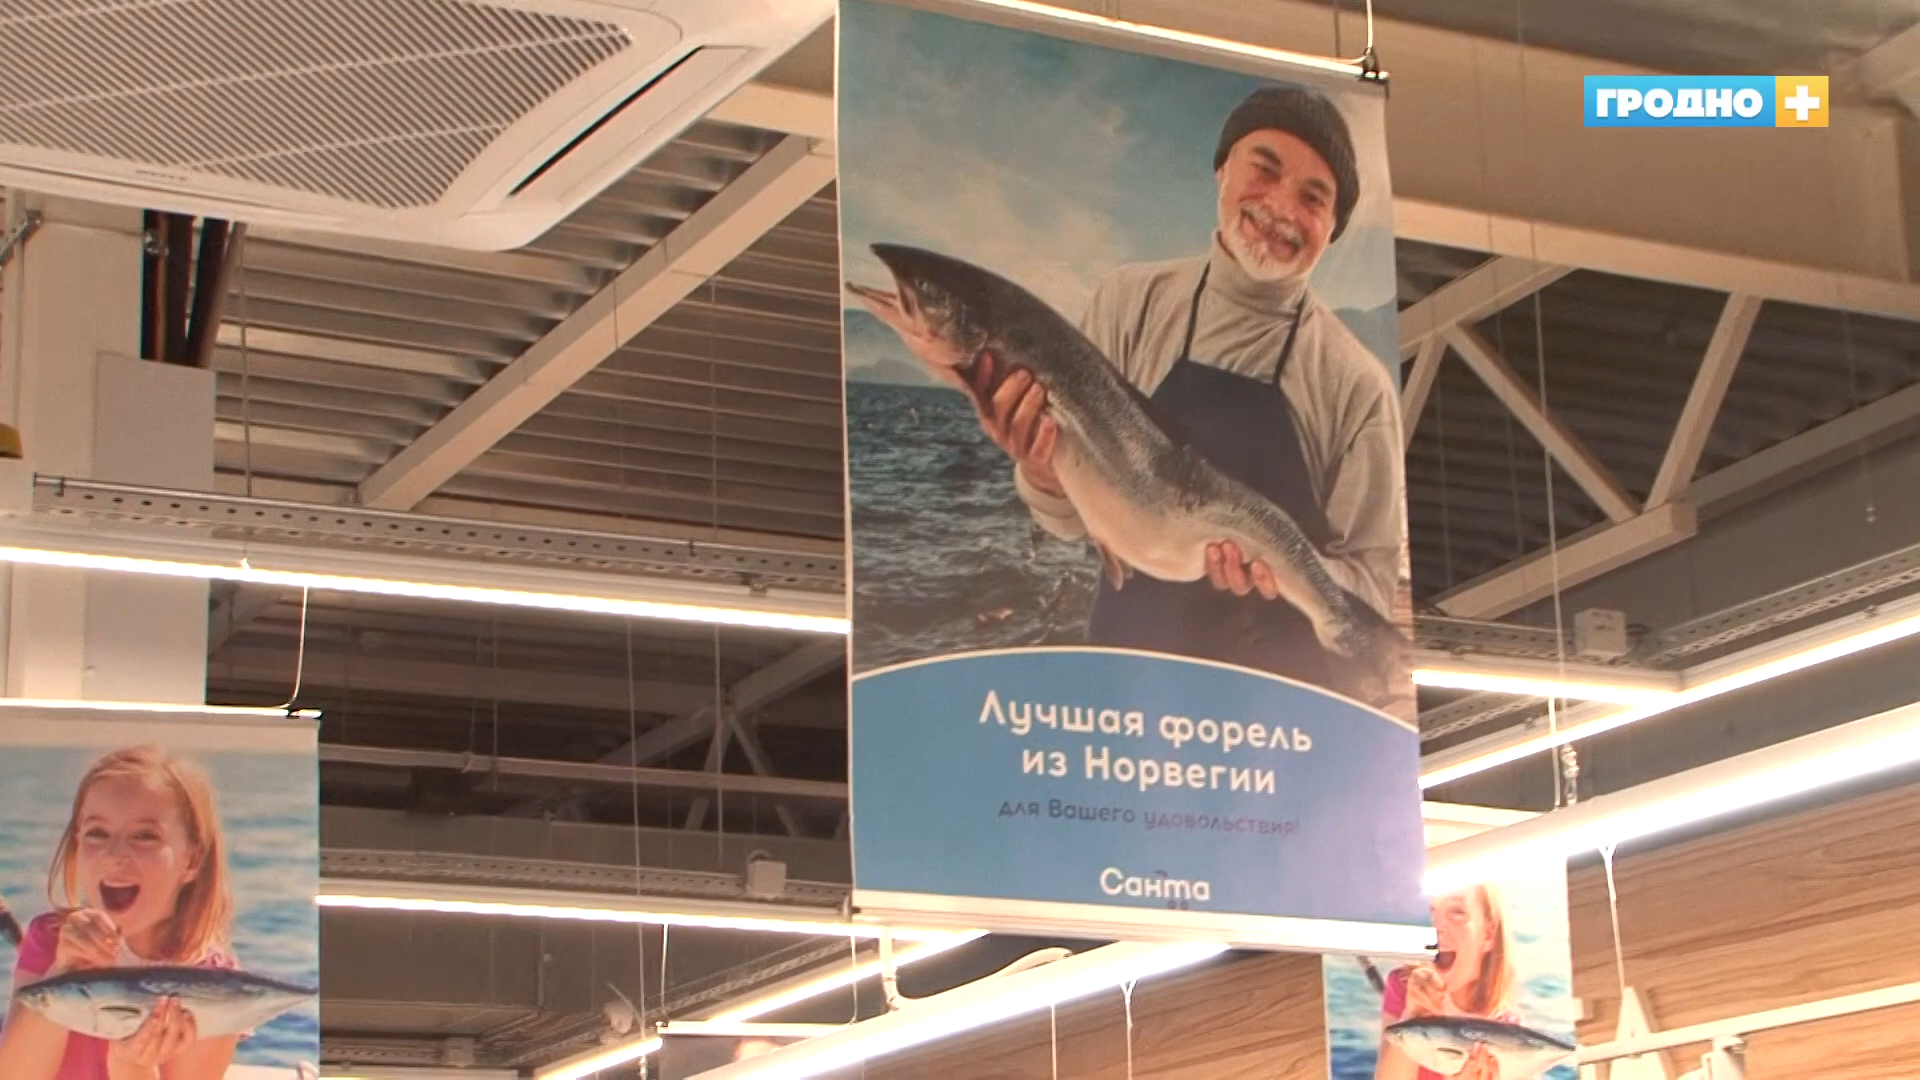 ГРОДНО +
Лучшая форель
из Норвегии
для Вашего удовольствия!
Санта